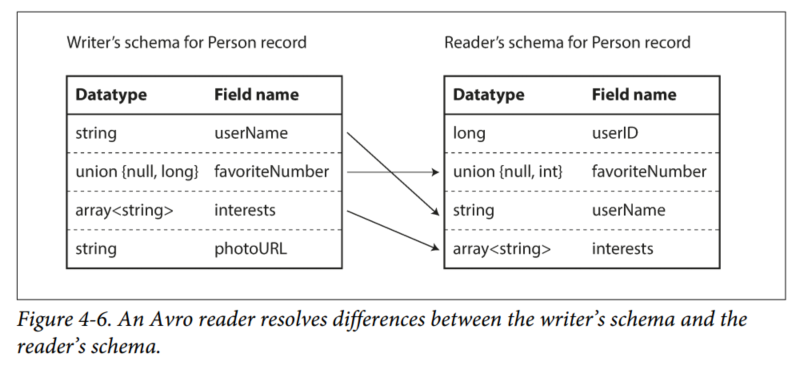 Writer's schema for Person record
Datatype Field name
string userName
union {null, long} favoriteNumber
array<string> interests
string photoURL
Reader's schema for Person record
Datatype Field name
long userID
union {null, int} favoriteNumber
string userName
array<string> interests
Figure 4-6. An Avro reader resolves differences between the writer's schema and the
reader's schema.